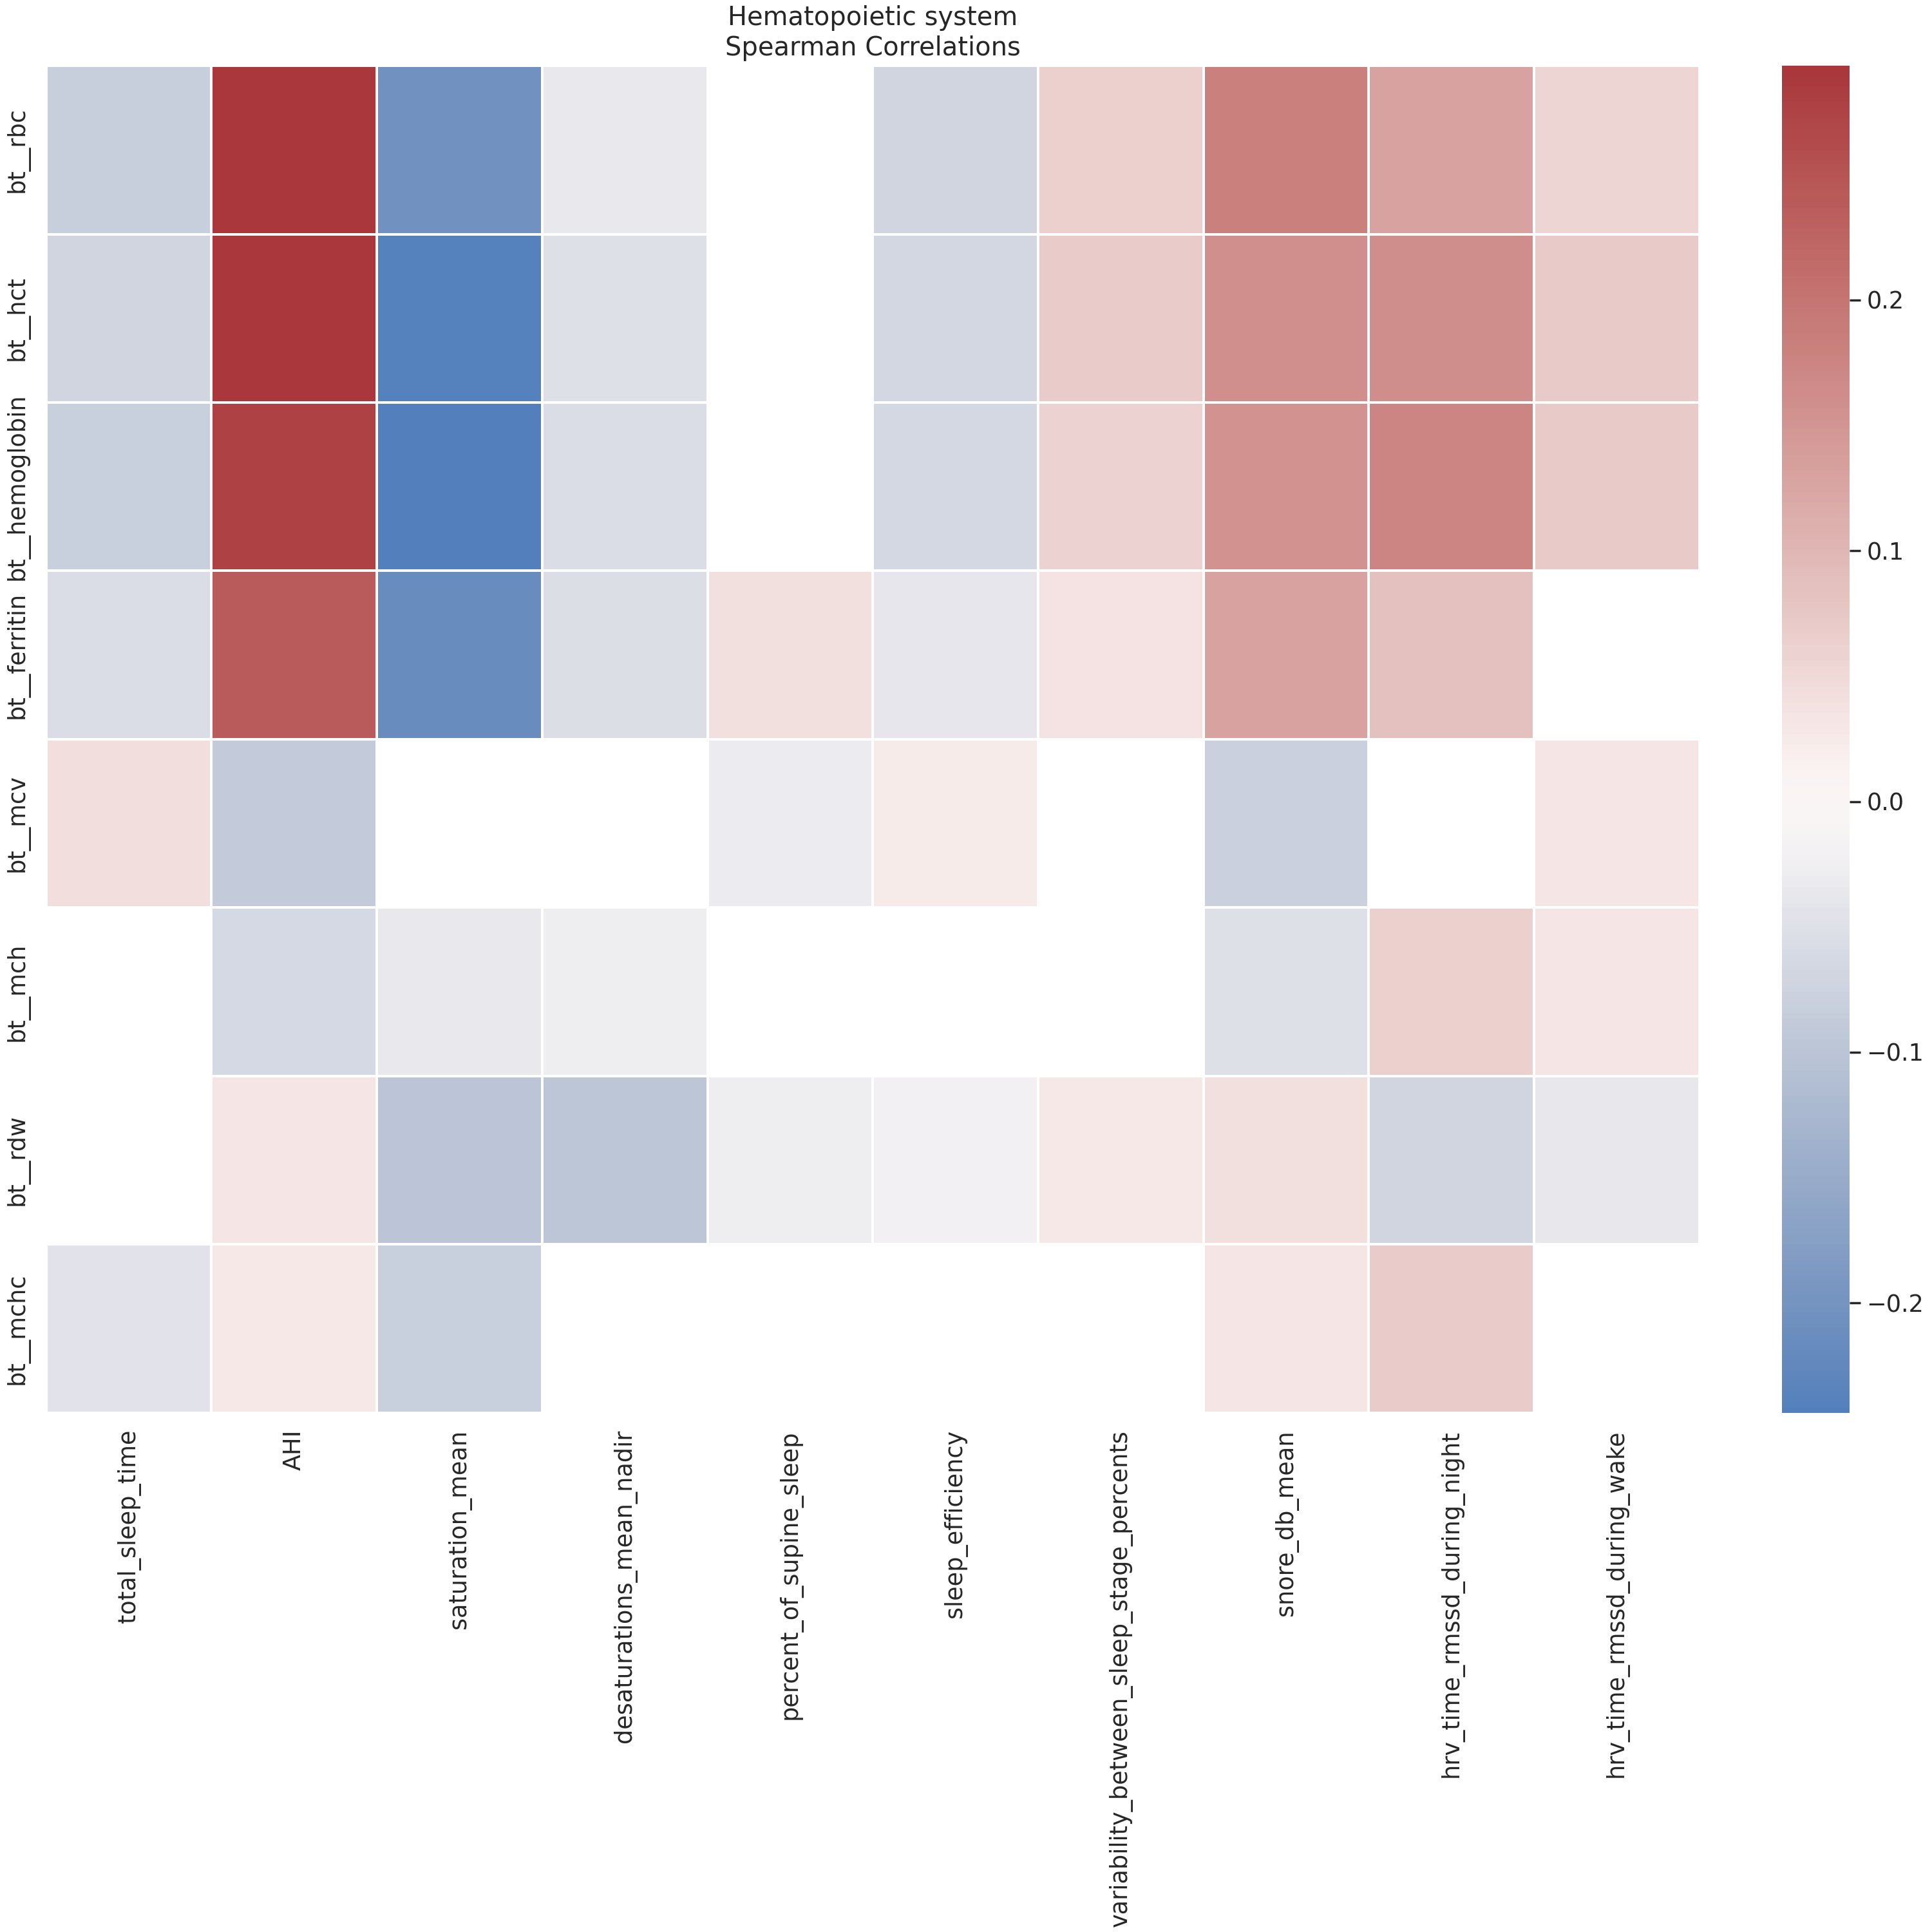 Hematopoietic system
Spearman Correlations
bt__rbc
bt__hct
bt__hemoglobin
bt__ferritin
bt__mcv
bt__mch
bt__rdw
bt__mchc
total_sleep_time
AHI
saturation_mean
desaturations_mean_nadir
percent_of_supine_sleep
sleep_efficiency
variability_between_sleep_stage_percents
snore_db_mean
hrv_time_rmssd_during_night
hrv_time_rmssd_during_wake
0.2
0.1
0.0
−0.1
−0.2